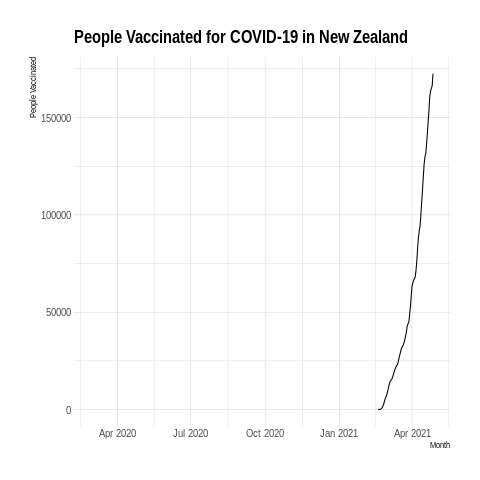 People Vaccinated for COVID-19 in New Zealand
People Vaccinated
150000
100000
50000
0
Apr 2020 Jul 2020 Oct 2020 Jan 2021 Apr 2021
Month